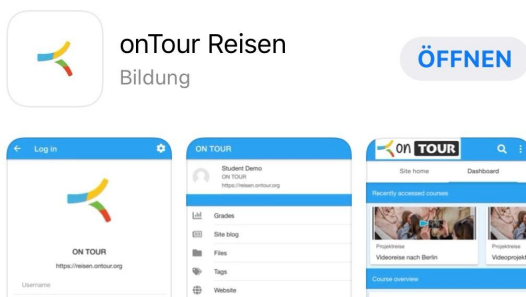 onTour Reisen
Bildung
ÖFFNEN
Log in
ON TOUR
https://reisen.ontour.org
Username
ON TOUR
Student Demo
ON TOUR
https://reisen.ontour.org
Grades
Site blog
Files
Tags
Website
on TOUR
Site home Dashboard
Recently accessed courses
Projektreise
Videoreise nach Berlin
Projektreise
Videoprojekt
Course overview